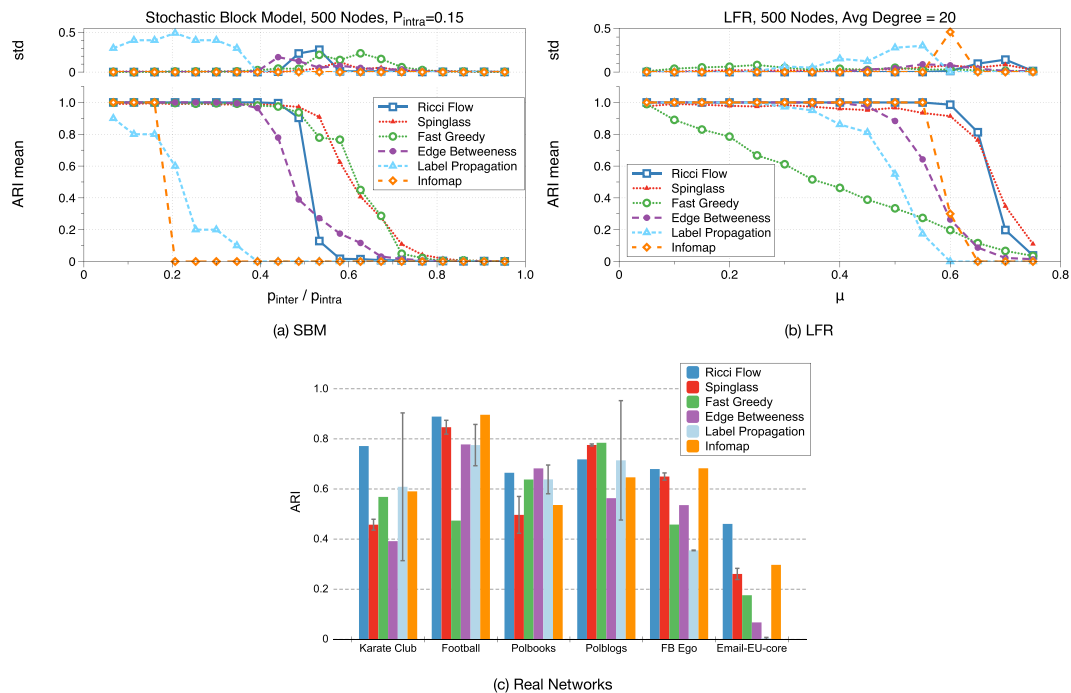 Stochastic Block Model, 500 Nodes, Pintra=0.15
std
0.5
0
ARI mean
1.0
0.8
0.6
0.4
0.2
0
Ricci Flow
Spinglass
Fast Greedy
Edge Betweeness
Label Propagation
Infomap
0 0.2 0.4 0.6 0.8 1.0
pinter / pintra
(a) SBM
LFR, 500 Nodes, Avg Degree = 20
std
0.5
0
ARI mean
1.0
0.8
0.6
0.4
0.2
0
Ricci Flow
Spinglass
Fast Greedy
Edge Betweeness
Label Propagation
Infomap
0 0.2 0.4 0.6 0.8
μ
(b) LFR
Ricci Flow
Spinglass
Fast Greedy
Edge Betweeness
Label Propagation
Infomap
ARI
1.0
0.8
0.6
0.4
0.2
0
Karate Club Football Polbooks Polblogs FB Ego Email-EU-core
(c) Real Networks